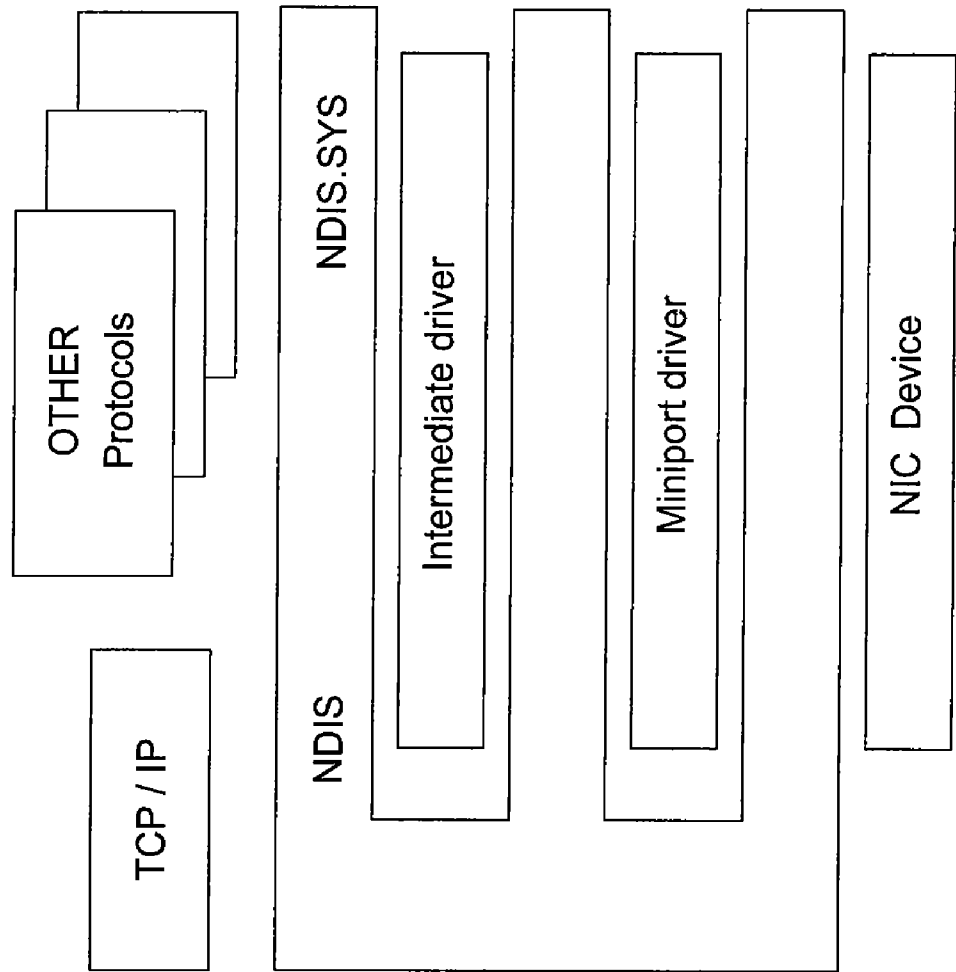 TCP / IP
OTHER
Protocols
NDIS
NDIS.SYS
Intermediate driver
Miniport driver
NIC Device